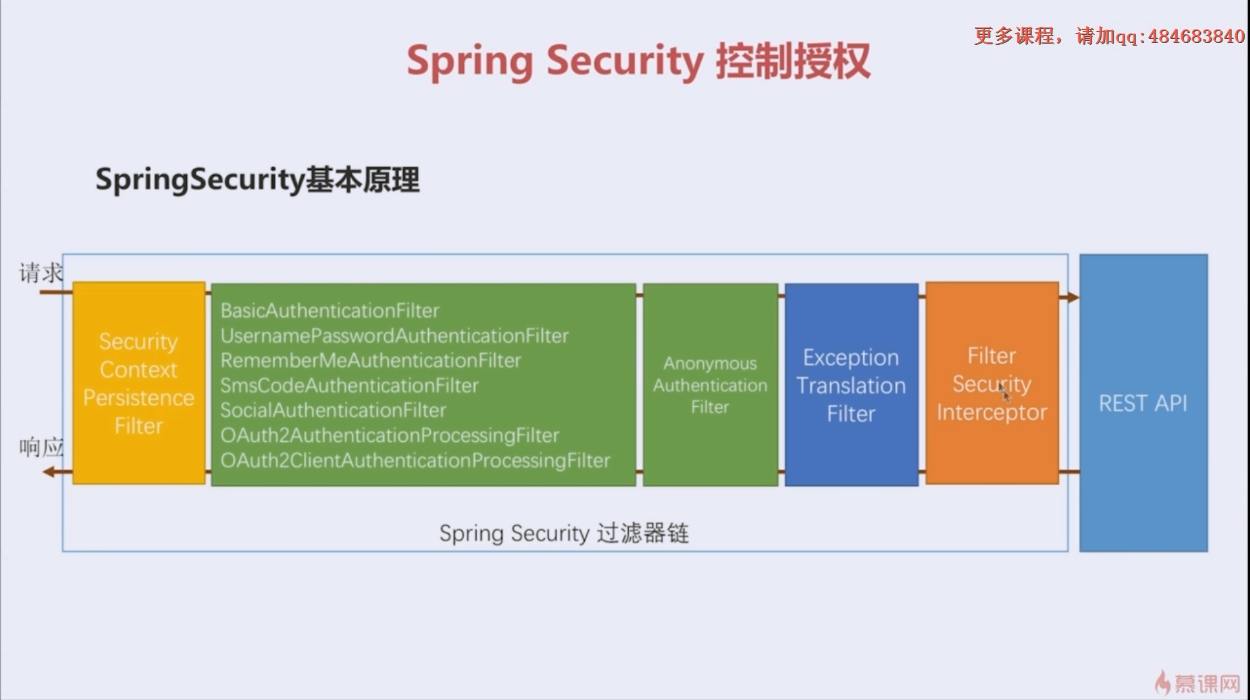 更多课程，请加qq:484683840
Spring Security 控制授权
SpringSecurity基本原理
请求
响应
Security
Context
Persistence
Filter
BasicAuthenticationFilter
UsernamePasswordAuthenticationFilter
RememberMeAuthenticationFilter
SmsCodeAuthenticationFilter
SocialAuthenticationFilter
OAuth2AuthenticationProcessingFilter
OAuth2ClientAuthenticationProcessingFilter
Anonymous
Authentication
Filter
Exception
Translation
Filter
Filter
Security
Interceptor
REST API
Spring Security 过滤器链
慕课网